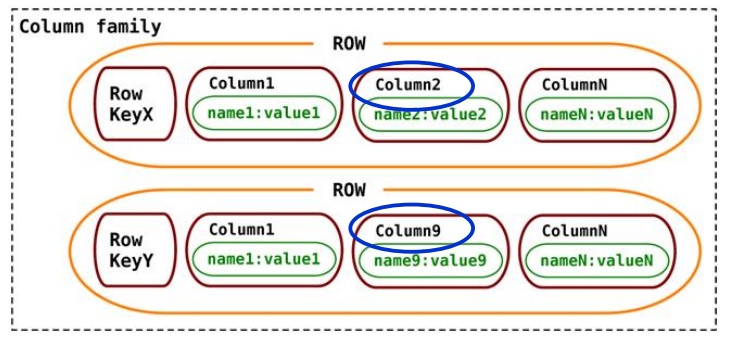 Column family
ROW
Row KeyX
Column1
name1:value1
Column2
name2:value2
ColumnN
nameN:valueN
ROW
Row KeyY
Column1
name1:value1
Column9
name9:value9
ColumnN
nameN:valueN